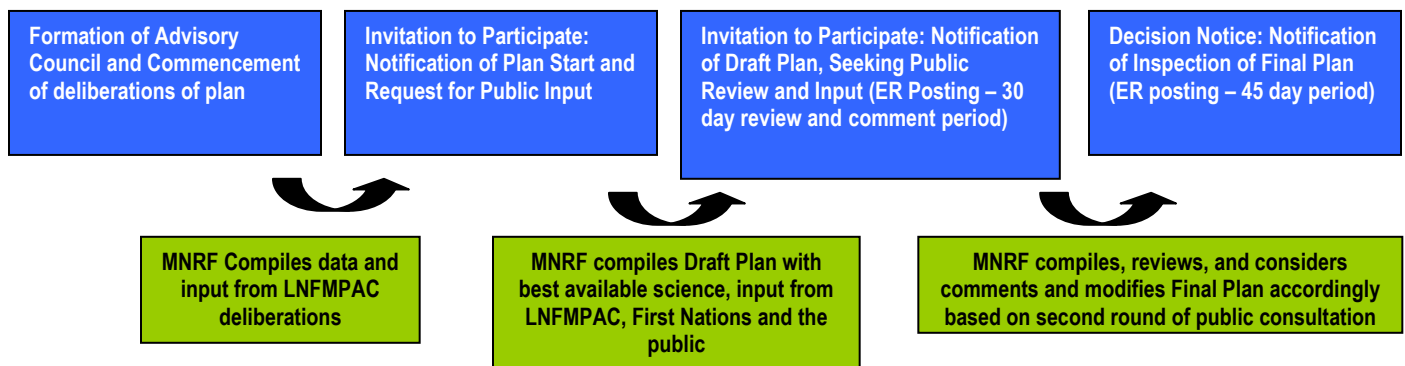 Formation of Advisory
Council and Commencement
of deliberations of plan
Invitation to Participate:
Notification of Plan Start and
Request for Public Input
Invitation to Participate: Notification
of Draft Plan, Seeking Public
Review and Input (ER Posting – 30
day review and comment period)
Decision Notice: Notification
of Inspection of Final Plan
(ER posting – 45 day period)
MNRF Compiles data and
input from LNFMPAC
deliberations
MNRF compiles Draft Plan with
best available science, input from
LNFMPAC, First Nations and the
public
MNRF compiles, reviews, and considers
comments and modifies Final Plan accordingly
based on second round of public consultation